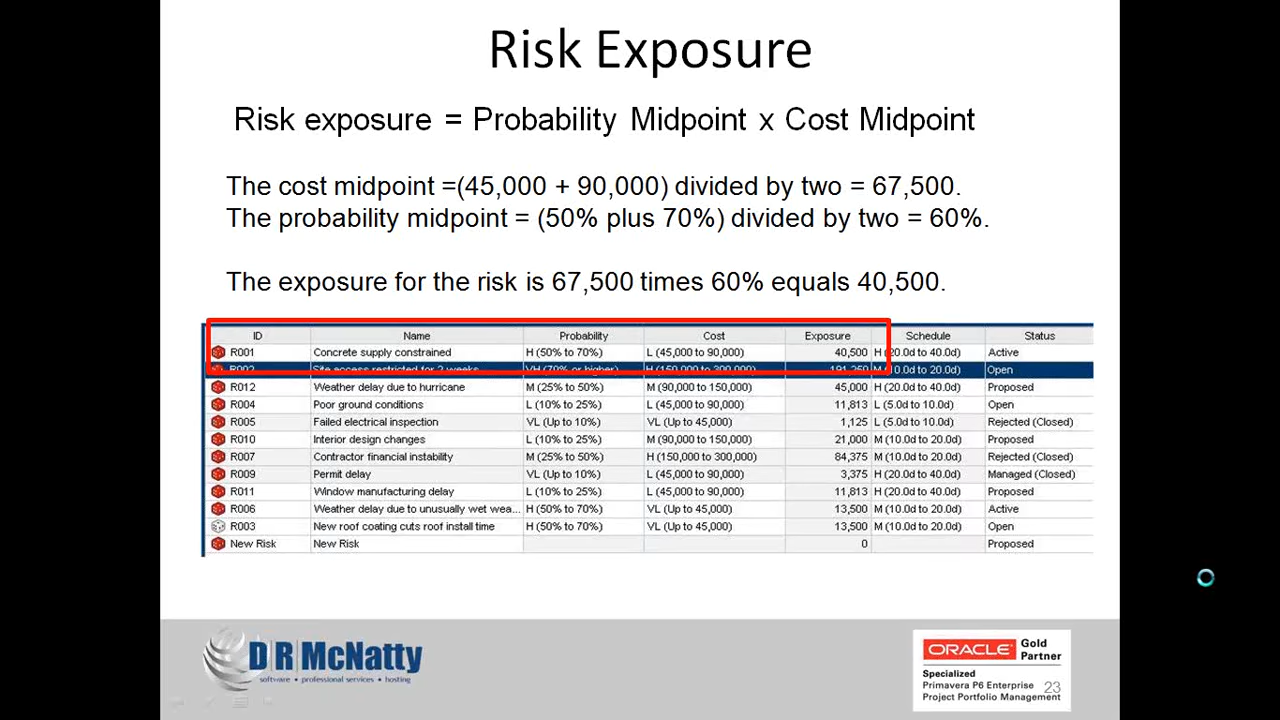 Risk Exposure
Risk exposure = Probability Midpoint x Cost Midpoint
The cost midpoint =(45,000 + 90,000) divided by two = 67,500.
The probability midpoint = (50% plus 70%) divided by two = 60%.
The exposure for the risk is 67,500 times 60% equals 40,500.
ID Name Probability Cost Exposure Schedule Status
R001 Concrete supply constrained H (50% to 70%) L (45,000 to 90,000) 40,500 H (20.0d to 40.0d) Active
R002 Site access restricted for 2 weeks VH (70% or higher) H (150,000 to 300,000) 191,250 M (10.0d to 20.0d) Open
R012 Weather delay due to hurricane M (25% to 50%) M (90,000 to 150,000) 45,000 H (20.0d to 40.0d) Proposed
R004 Poor ground conditions L (10% to 25%) L (45,000 to 90,000) 11,813 L (5.0d to 10.0d) Open
R005 Failed electrical inspection VL (Up to 10%) VL (Up to 45,000) 1,125 L (5.0d to 10.0d) Rejected (Closed)
R010 Interior design changes L (10% to 25%) M (90,000 to 150,000) 21,000 M (10.0d to 20.0d) Proposed
R007 Contractor financial instability M (25% to 50%) H (150,000 to 300,000) 84,375 M (10.0d to 20.0d) Rejected (Closed)
R009 Permit delay VL (Up to 10%) L (45,000 to 90,000) 3,375 H (20.0d to 40.0d) Managed (Closed)
R011 Window manufacturing delay L (10% to 25%) L (45,000 to 90,000) 11,813 H (20.0d to 40.0d) Proposed
R006 Weather delay due to unusually wet wea... H (50% to 70%) VL (Up to 45,000) 13,500 M (10.0d to 20.0d) Active
R003 New roof coating cuts roof install time H (50% to 70%) VL (Up to 45,000) 13,500 M (10.0d to 20.0d) Open
New Risk New Risk 0 Proposed
D R McNatty
software • professional services • hosting
ORACLE Gold
Partner
Specialized
Primavera P6 Enterprise
Project Portfolio Management
23